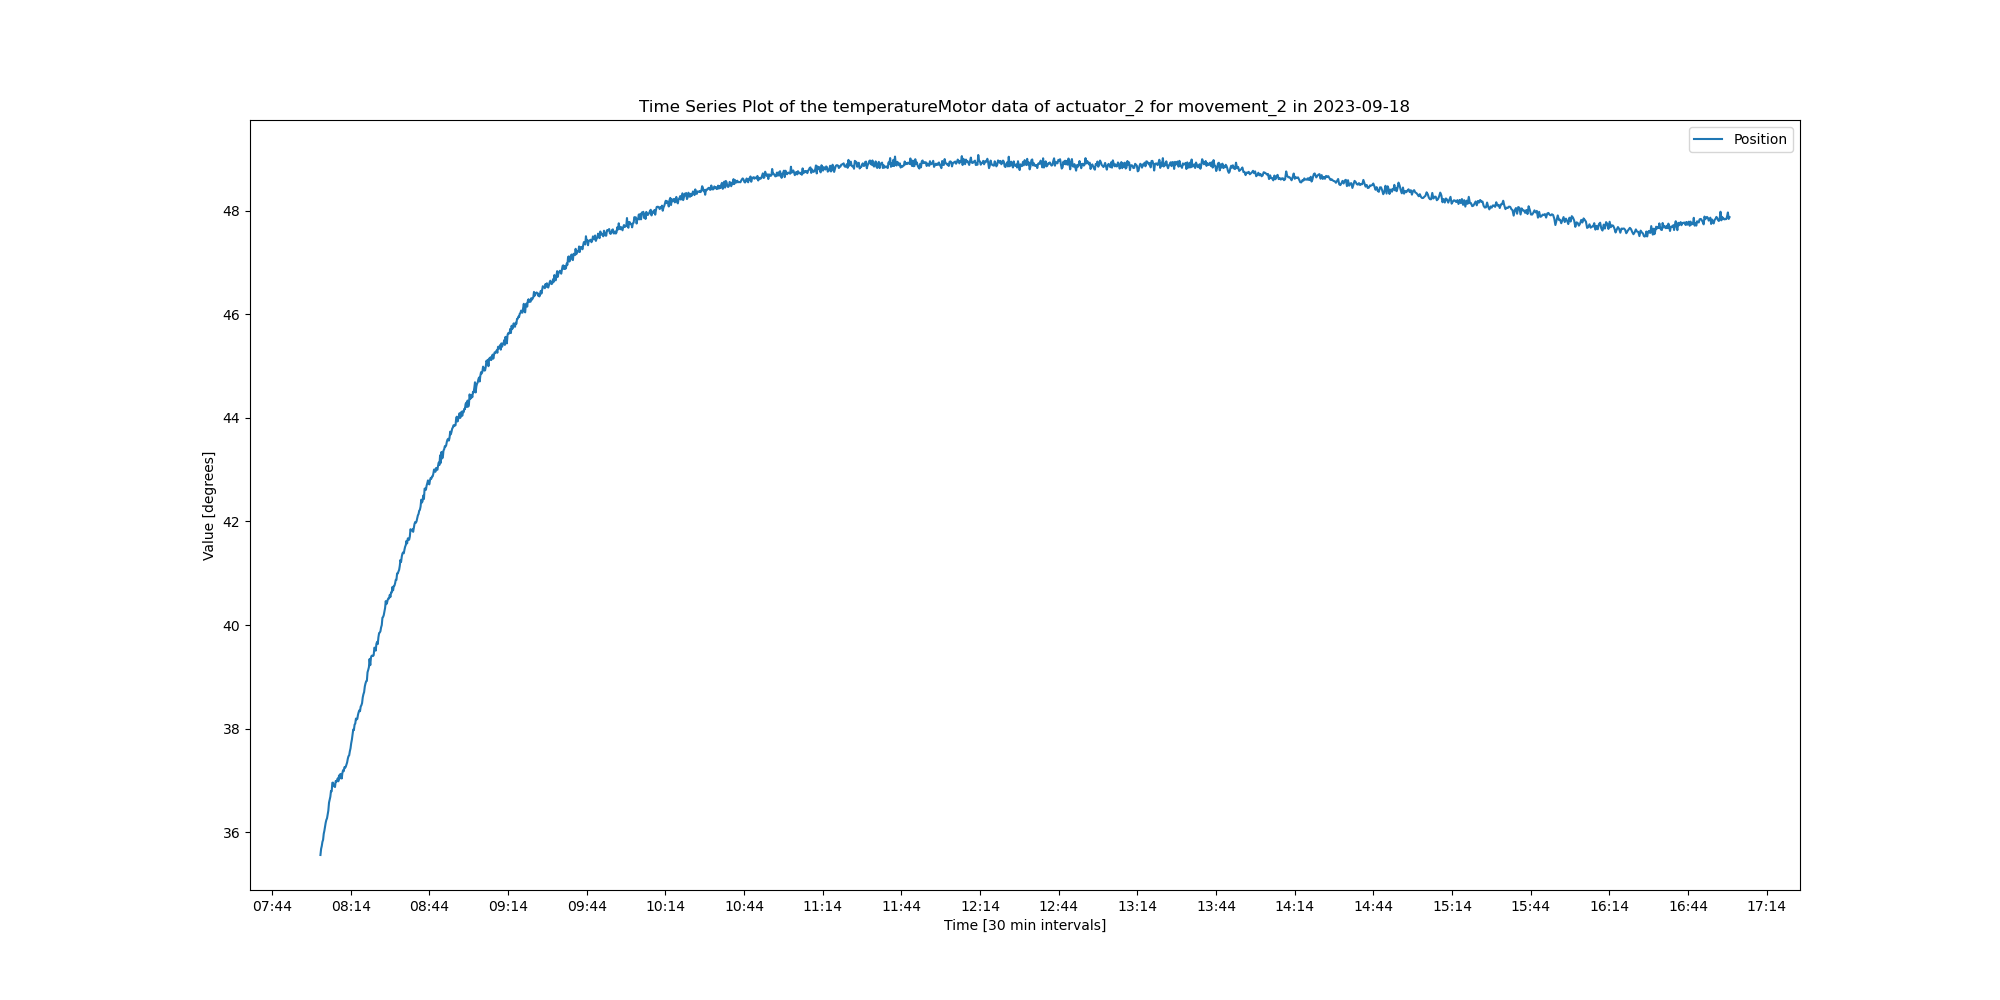 Time Series Plot of the temperatureMotor data of actuator_2 for movement_2 in 2023-09-18
Position
48
46
44
42
40
38
36
Value [degrees]
07:44 08:14 08:44 09:14 09:44 10:14 10:44 11:14 11:44 12:14 12:44 13:14 13:44 14:14 14:44 15:14 15:44 16:14 16:44 17:14
Time [30 min intervals]